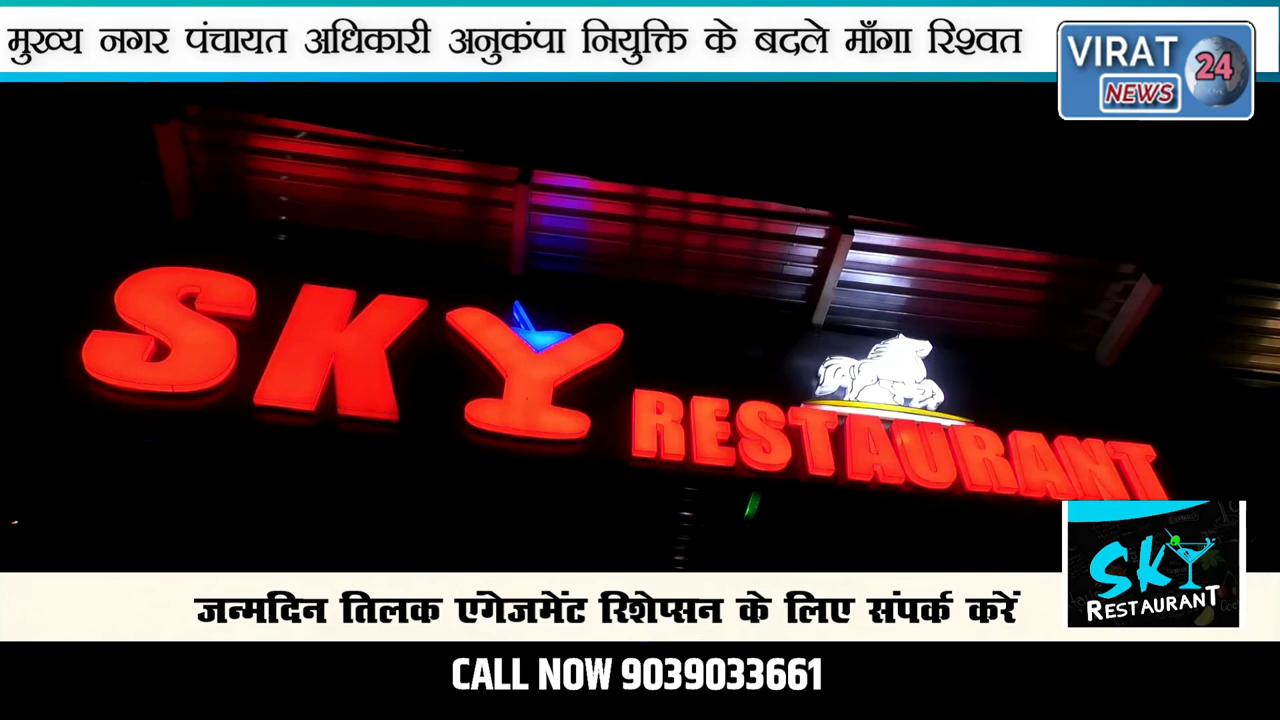 मुख्य नगर पंचायत अधिकारी अनुकंपा नियुक्ति के बदले माँगा रिश्वत
VIRAT 24
NEWS
SKY RESTAURANT
SKY
RESTAURANT
जन्मदिन तिलक एंगेजमेंट रिशेप्सन के लिए संपर्क करें
CALL NOW 9039033661